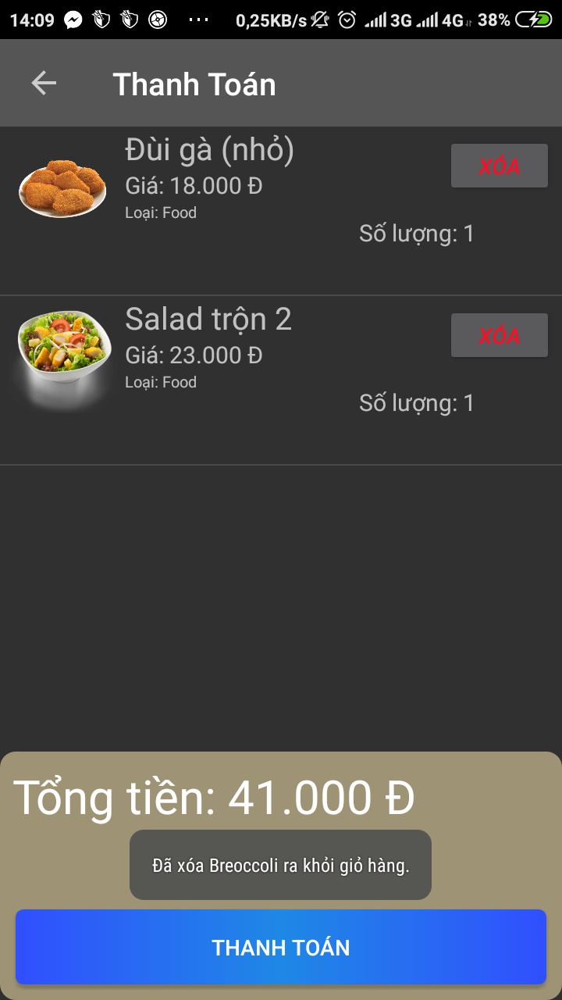 14:09 ... 0,25KB/s 3G 4G 38%
Thanh Toán
Đùi gà (nhỏ)
XÓA
Giá: 18.000 Đ
Loại: Food
Số lượng: 1
Salad trộn 2
XÓA
Giá: 23.000 Đ
Loại: Food
Số lượng: 1
Tổng tiền: 41.000 Đ
Đã xóa Breoccoli ra khỏi giỏ hàng.
THANH TOÁN